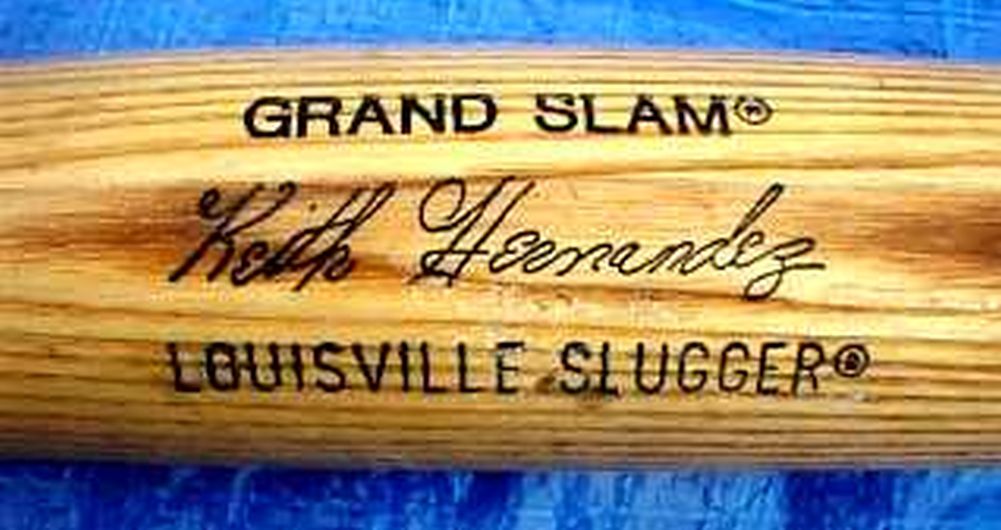 GRAND SLAM®
Keith Hernandez
LOUISVILLE SLUGGER®